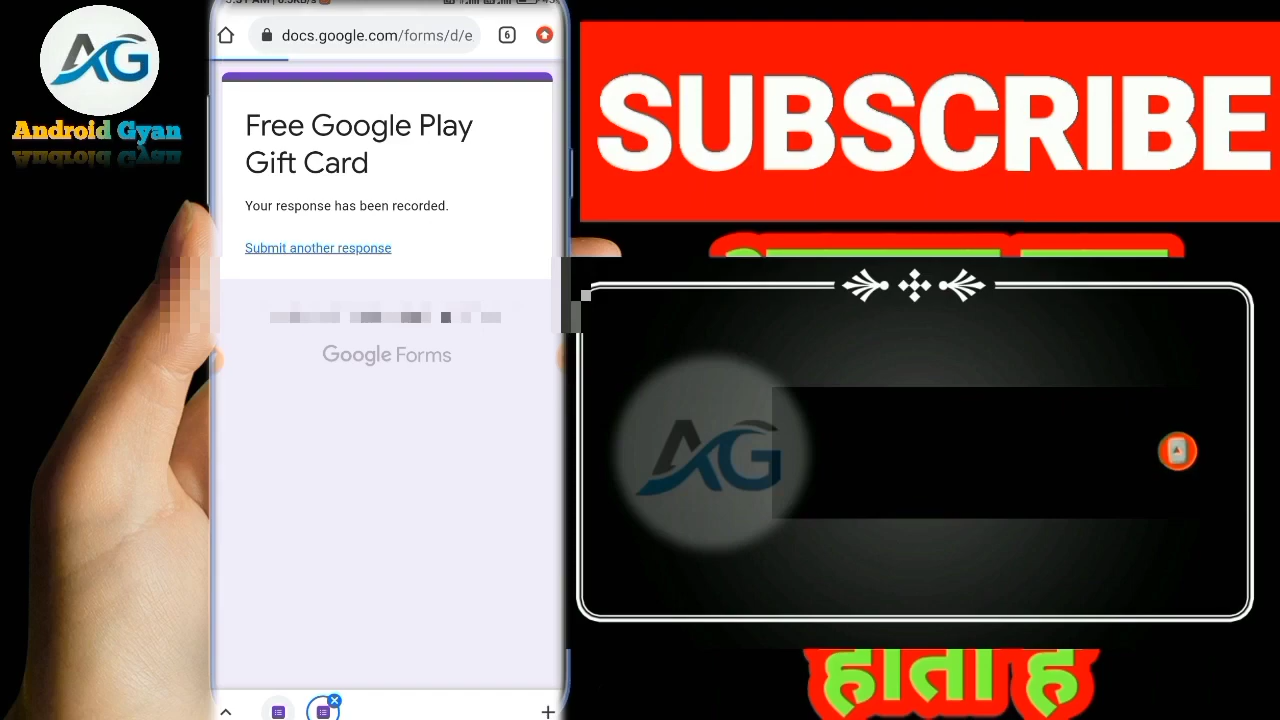 AG
Android Gyan
docs.google.com/forms/d/e
6
Free Google Play
Gift Card
Your response has been recorded.
Submit another response
Google Forms
SUBSCRIBE
AG
होता है